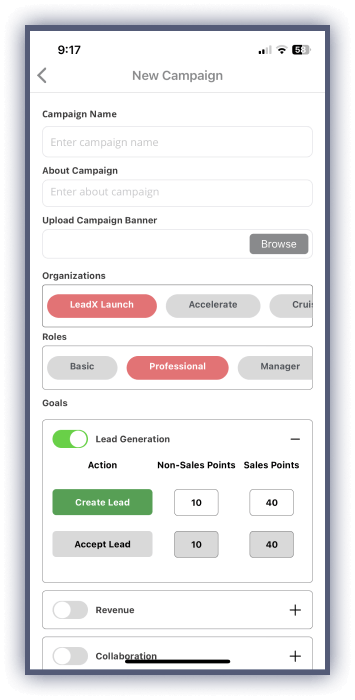 9:17
5
New Campaign
Campaign Name
Enter campaign name
About Campaign
Enter about campaign
Upload Campaign Banner
Browse
Organizations
LeadX Launch Accelerate Crui
Roles
Basic Professional Manager
Goals
Lead Generation
Action Non-Sales Points Sales Points
Create Lead 10 40
Accept Lead 10 40
Revenue
Collaboration